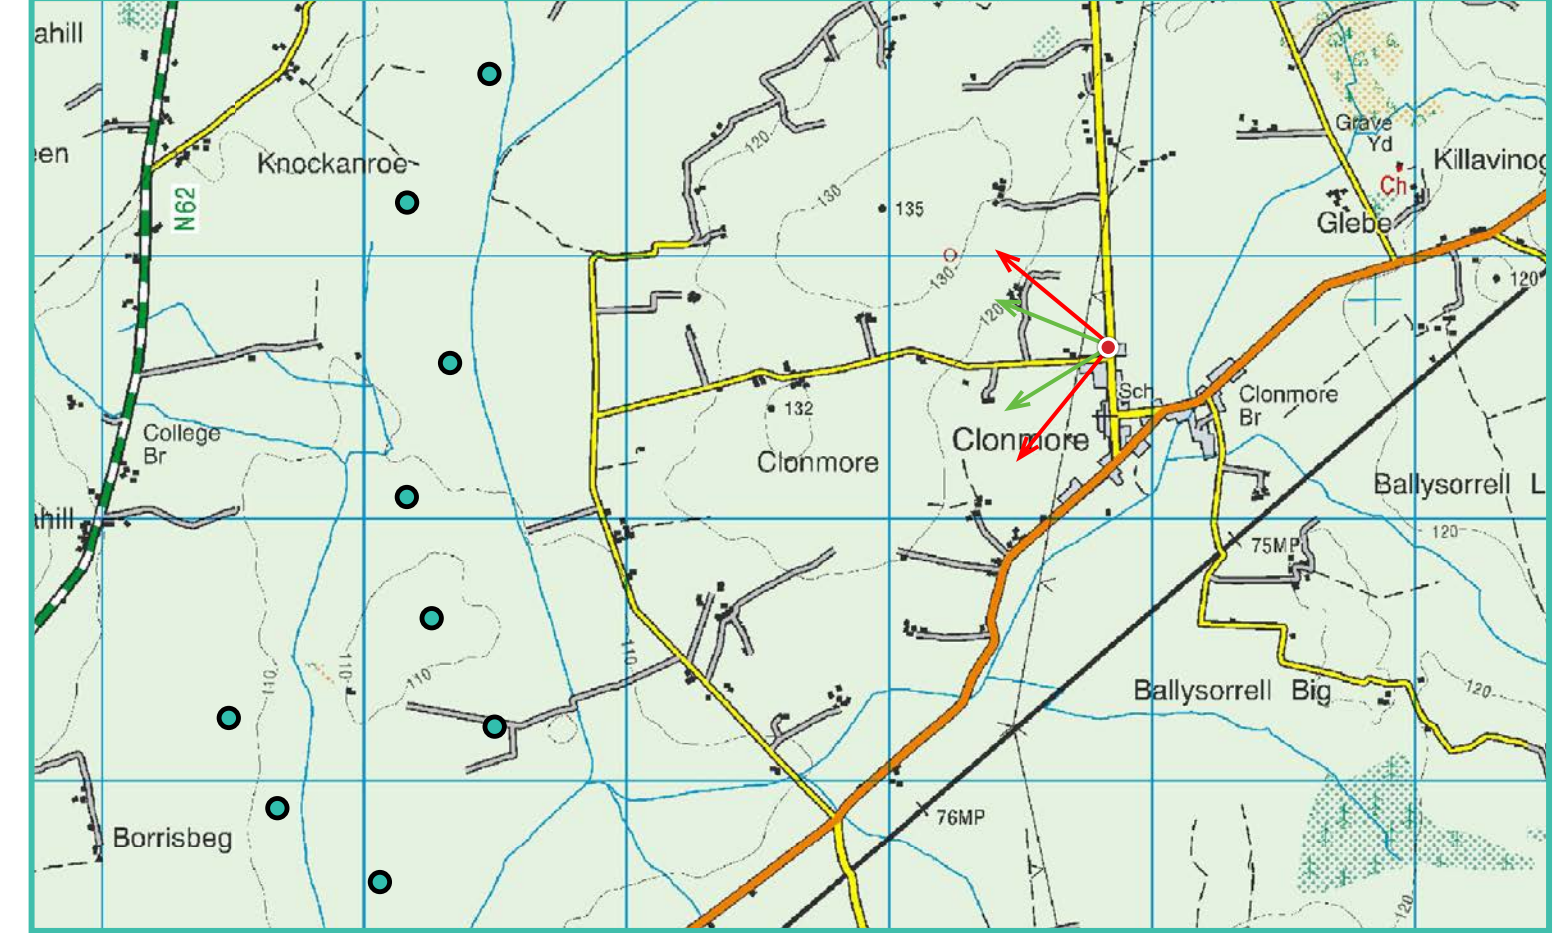 ahill
een
Knockanroe
N62
120
130
135
130
120
Grave
Yd
Killavinog
Ch
Glebe
120
College
Br
132
Clonmore
Sch
Clonmore
Clonmore
Br
ahill
Ballysorrell L
120
75MP
110
110
110
110
Ballysorrell Big
120
76MP
Borrisbeg
120